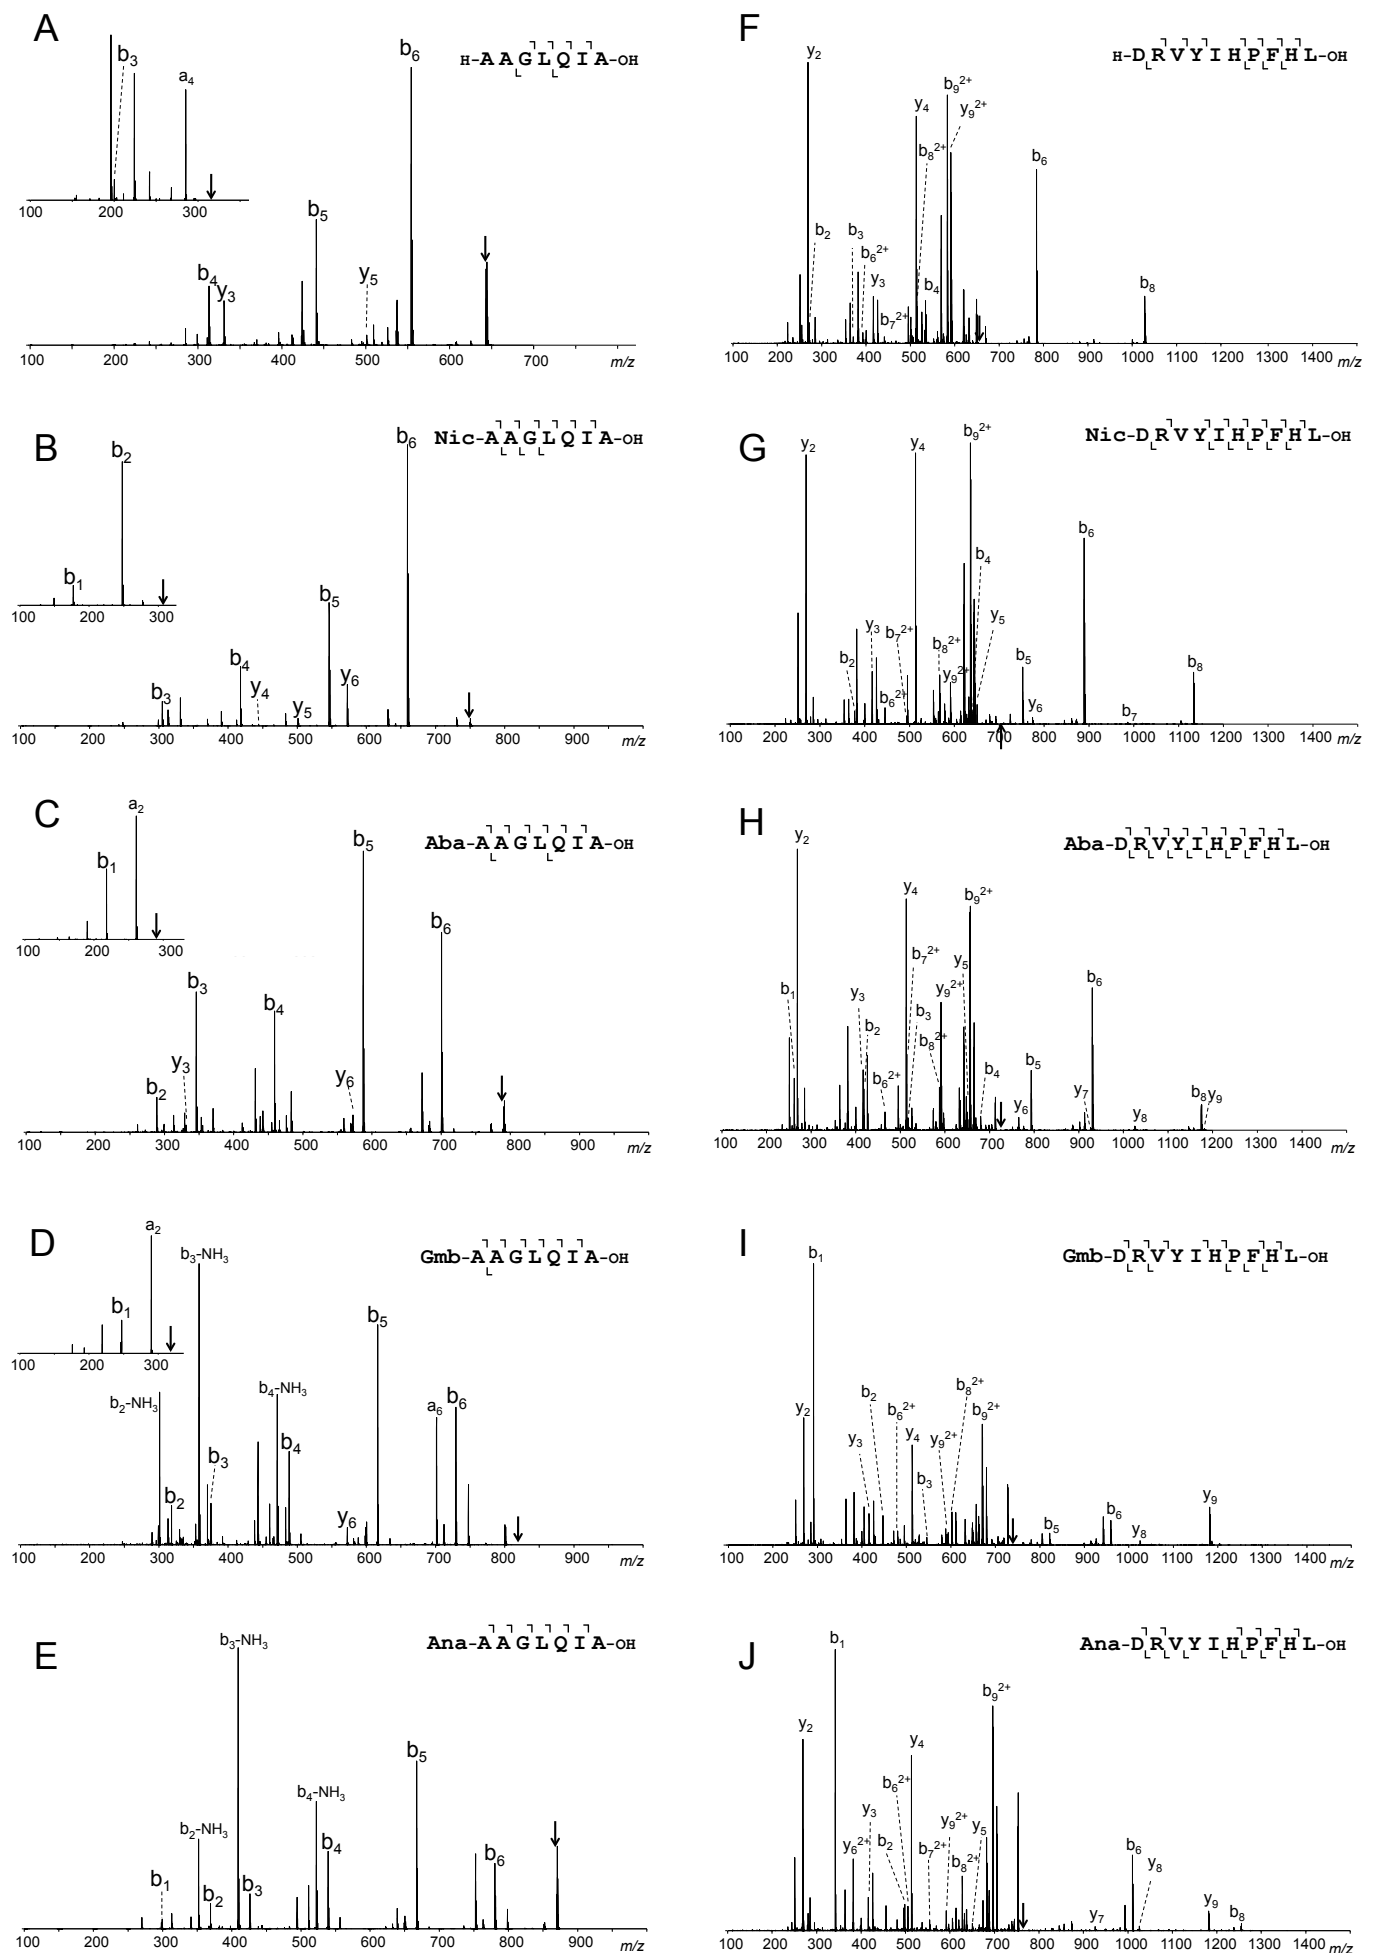 A
H-AAGLQIA-OH
b3
a4
100 200 300
b4
y3
b5
y5
b6
100 200 300 400 500 600 700 m/z
B
Nic-AAGLQIA-OH
b1
b2
100 200 300
b3
b4
y4
y5
b5
y6
b6
100 200 300 400 500 600 700 800 900 m/z
C
Aba-AAGLQIA-OH
b1
a2
100 200 300
b2
y3
b3
b4
y6
b5
b6
100 200 300 400 500 600 700 800 900 m/z
D
Gmb-AAGLQIA-OH
b1
a2
100 200 300
b2-NH3
b2
b3-NH3
b3
b4-NH3
b4
y6
b5
a6
b6
100 200 300 400 500 600 700 800 900 m/z
E
Ana-AAGLQIA-OH
b1
b2-NH3
b2
b3-NH3
b3
b4-NH3
b4
b5
b6
100 200 300 400 500 600 700 800 900 m/z
F
H-DRVYIHPFHL-OH
y2
b2
b3
b6 2+
y3
b7 2+
y4
b8 2+
b4
b9 2+
y9 2+
b6
b8
100 200 300 400 500 600 700 800 900 1000 1100 1200 1300 1400 m/z
G
Nic-DRVYIHPFHL-OH
y2
b2
y3
b6 2+
b7 2+
y4
b8 2+
y9 2+
b9 2+
b4
y5
b5
y6
b6
b7
b8
100 200 300 400 500 600 700 800 900 1000 1100 1200 1300 1400 m/z
H
Aba-DRVYIHPFHL-OH
b1
y2
y3
b2
b6 2+
y4
b7 2+
b3
b8 2+
y9 2+
y5
b9 2+
b4
y6
b5
y7
b6
y8
b8
y9
100 200 300 400 500 600 700 800 900 1000 1100 1200 1300 1400 m/z
I
Gmb-DRVYIHPFHL-OH
y2
b1
y3
b2
b6 2+
y4
b3
y9 2+
b8 2+
b9 2+
b5
b6
y8
y9
100 200 300 400 500 600 700 800 900 1000 1100 1200 1300 1400 m/z
J
Ana-DRVYIHPFHL-OH
y2
b1
y6 2+
y3
b2
b6 2+
y4
b7 2+
y9 2+
b8 2+
y5
b9 2+
y7
b6
y8
y9
b8
100 200 300 400 500 600 700 800 900 1000 1100 1200 1300 1400 m/z